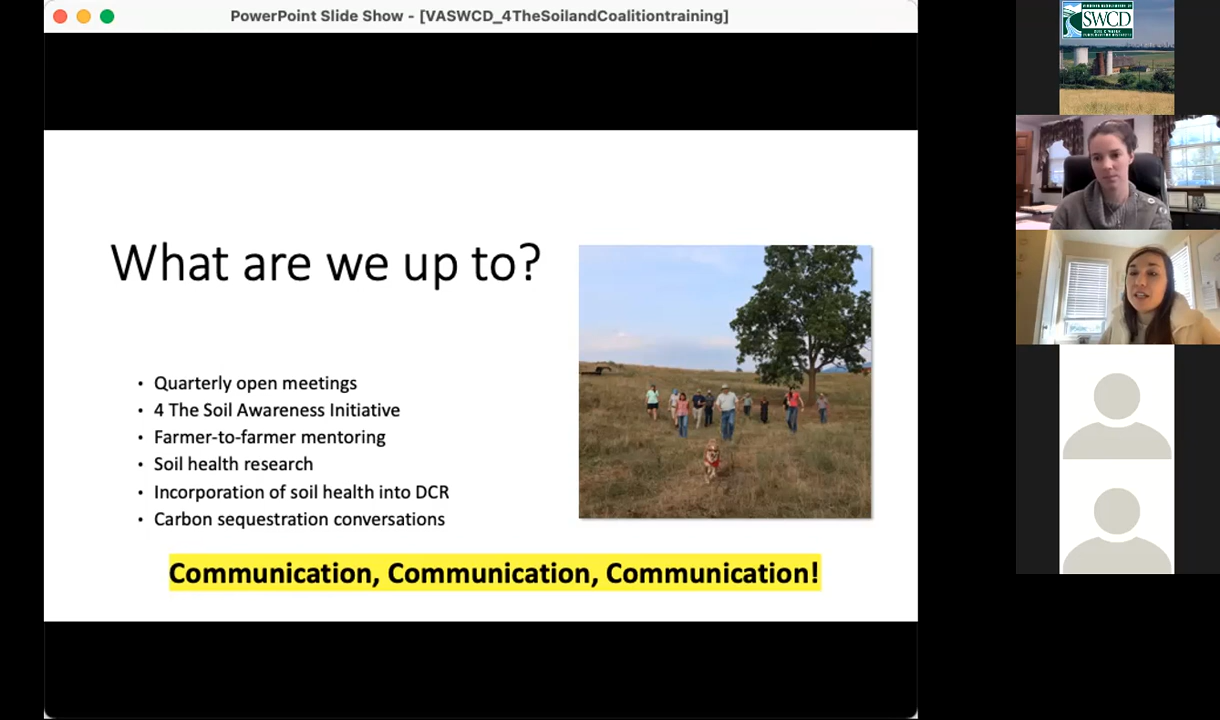 PowerPoint Slide Show - [VASWCD_4TheSoilandCoalitiontraining]
SWCD
What are we up to?
• Quarterly open meetings
• 4 The Soil Awareness Initiative
• Farmer-to-farmer mentoring
• Soil health research
• Incorporation of soil health into DCR
• Carbon sequestration conversations
Communication, Communication, Communication!